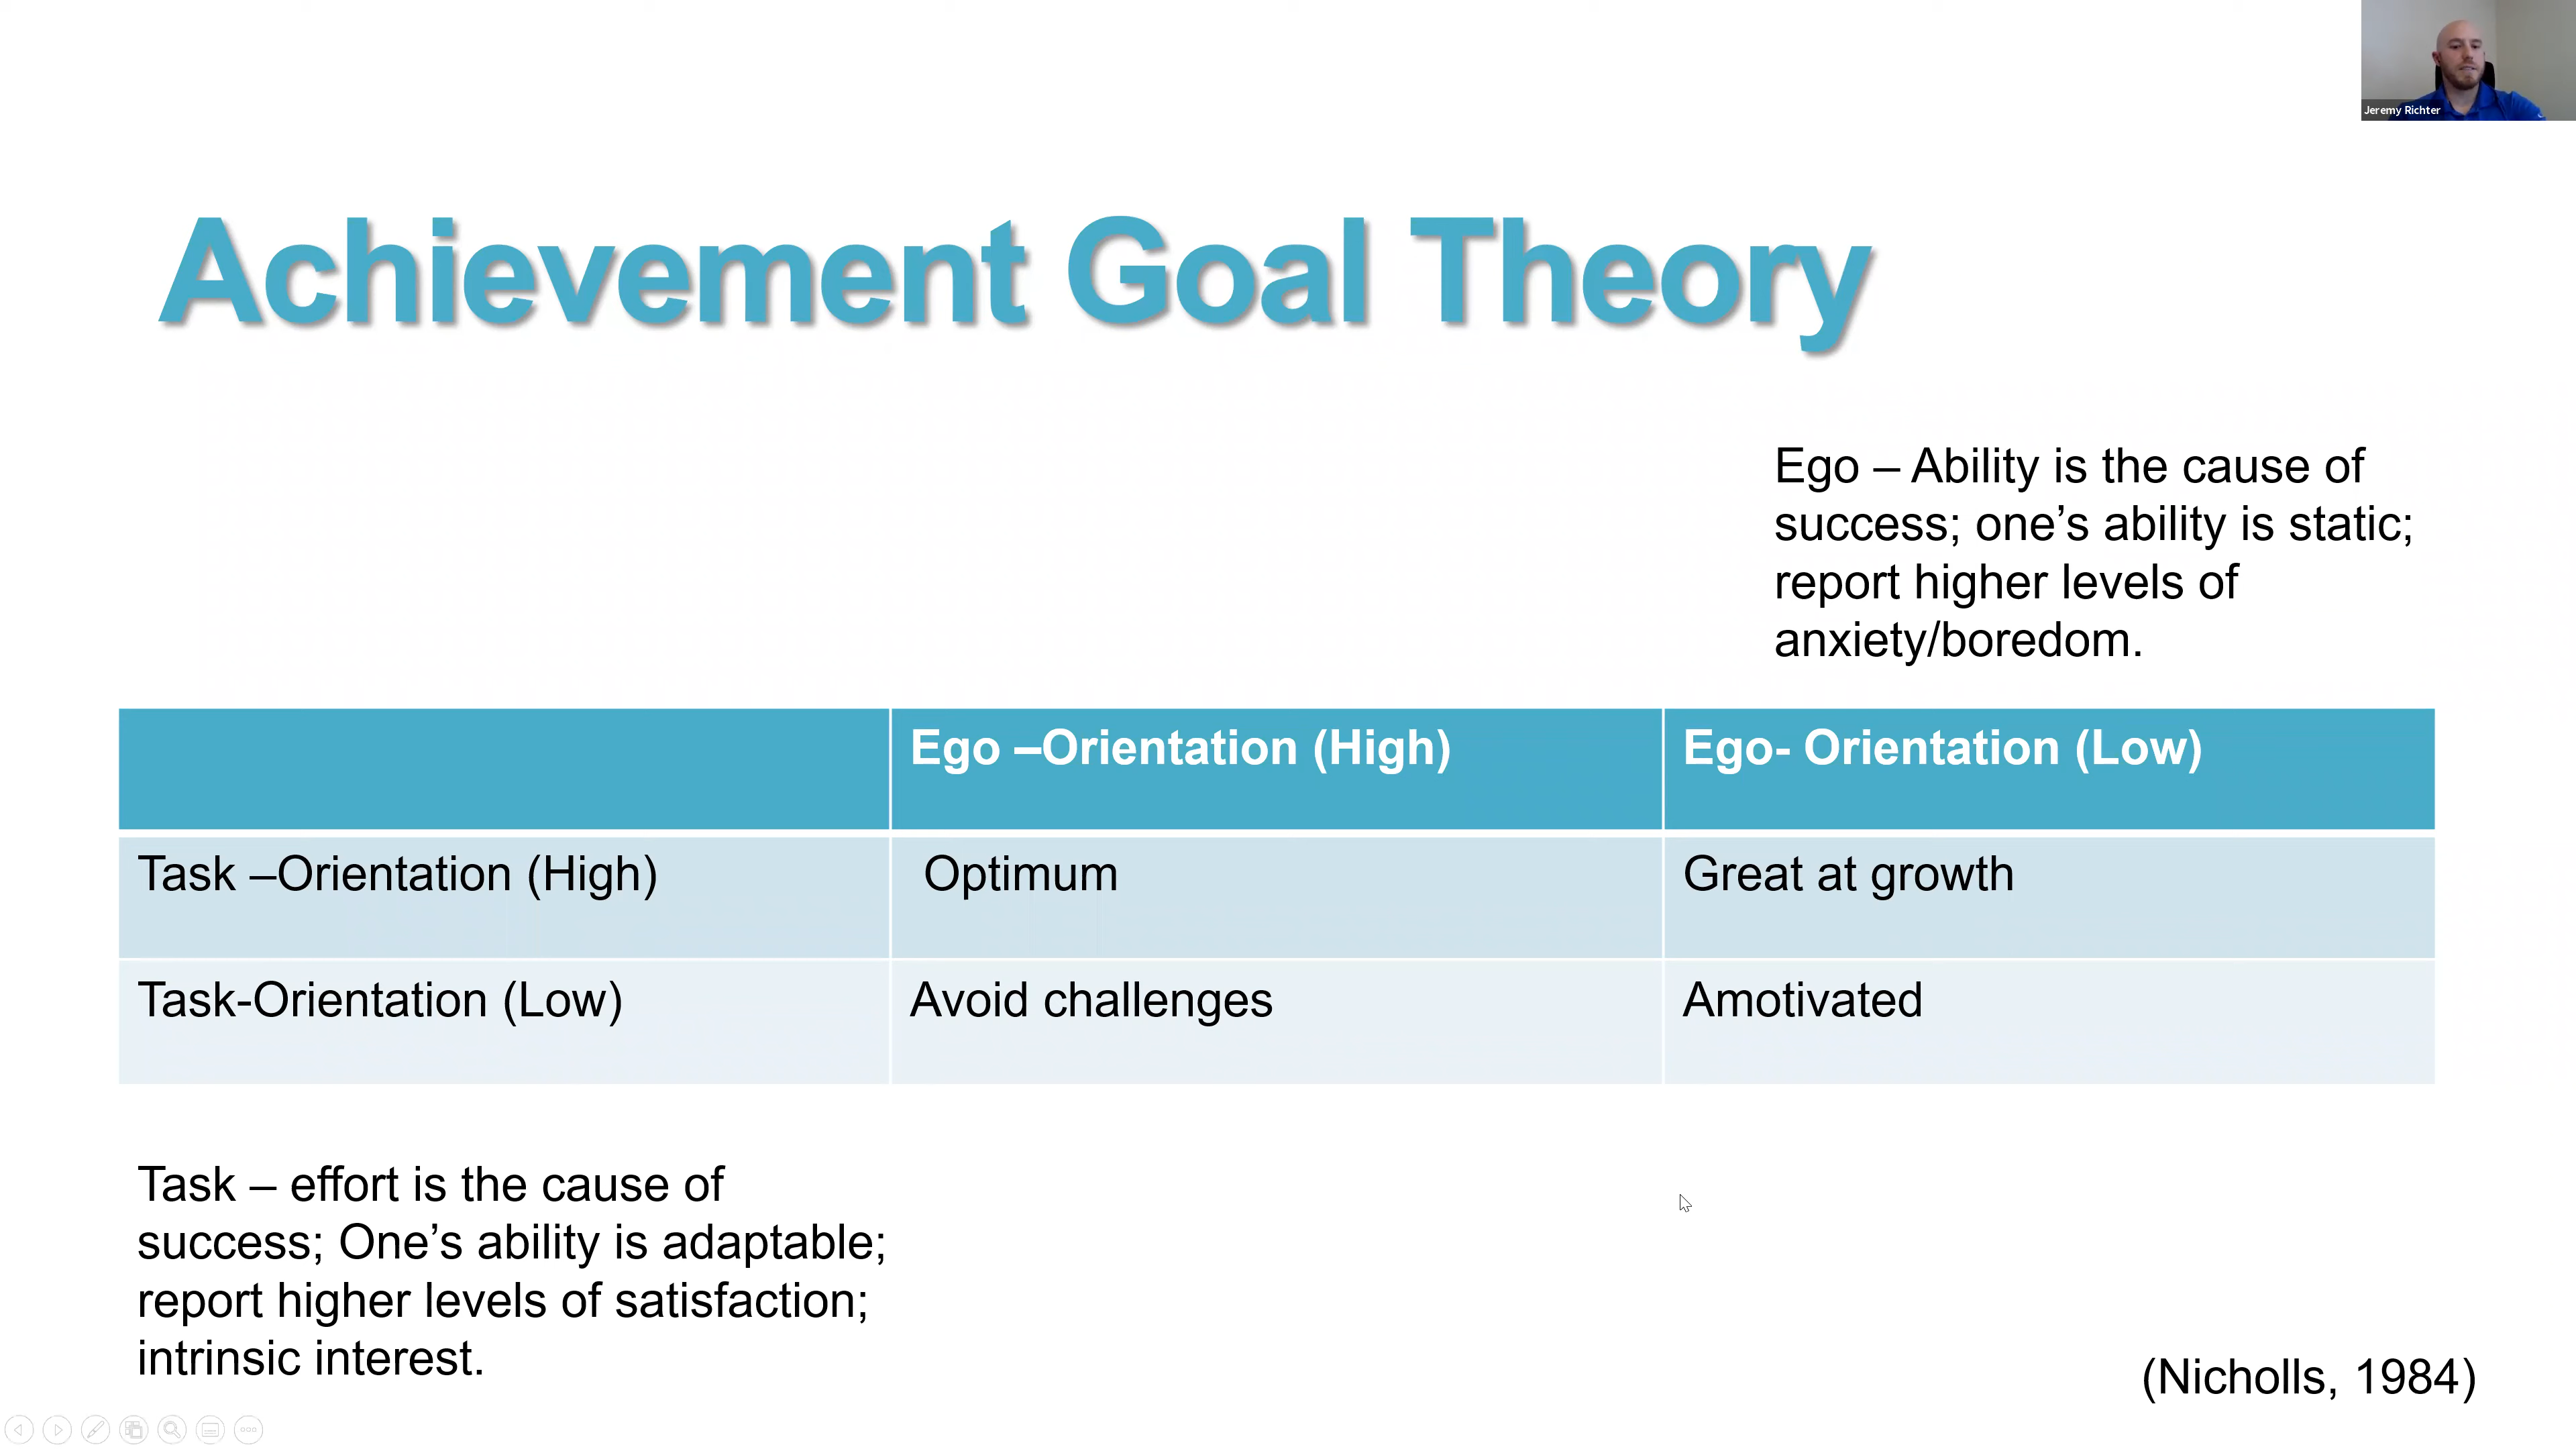 Jeremy Richter
Achievement Goal Theory
Ego – Ability is the cause of
success; one’s ability is static;
report higher levels of
anxiety/boredom.
Ego –Orientation (High)
Ego- Orientation (Low)
Task –Orientation (High)
Optimum
Great at growth
Task-Orientation (Low)
Avoid challenges
Amotivated
Task – effort is the cause of
success; One’s ability is adaptable;
report higher levels of satisfaction;
intrinsic interest.
(Nicholls, 1984)